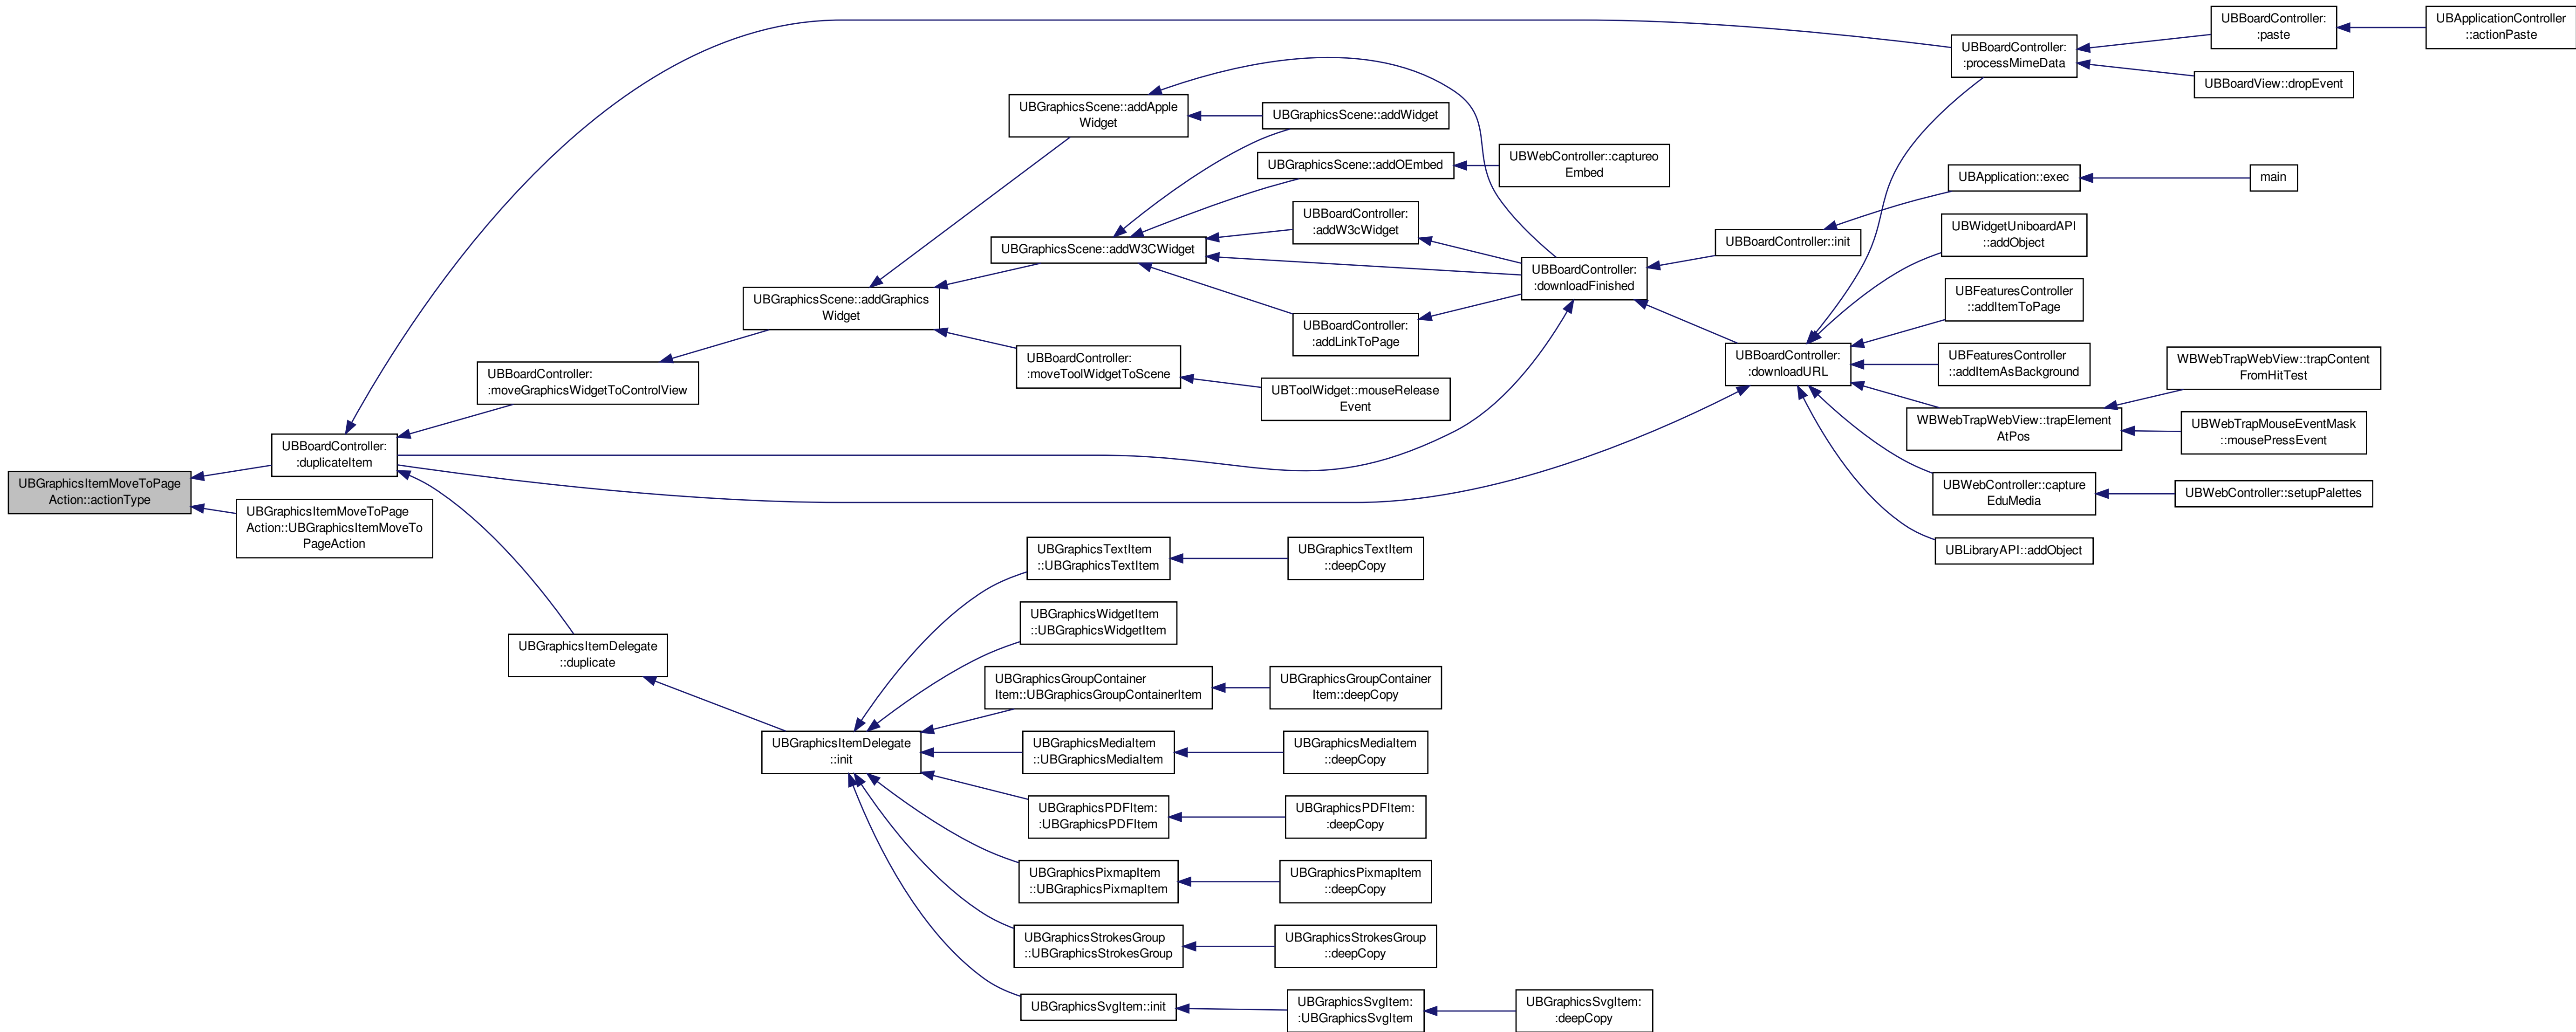 UBGraphicsItemMoveToPage
Action::actionType
UBBoardController:
:duplicateItem
UBGraphicsItemMoveToPage
Action::UBGraphicsItemMoveTo
PageAction
UBBoardController:
:moveGraphicsWidgetToControlView
UBGraphicsItemDelegate
::duplicate
UBGraphicsScene::addGraphics
Widget
UBGraphicsItemDelegate
::init
UBGraphicsScene::addApple
Widget
UBGraphicsScene::addW3CWidget
UBBoardController:
:moveToolWidgetToScene
UBGraphicsScene::addWidget
UBGraphicsScene::addOEmbed
UBBoardController:
:addW3cWidget
UBBoardController:
:addLinkToPage
UBToolWidget::mouseRelease
Event
UBWebController::captureo
Embed
UBBoardController:
:downloadFinished
UBBoardController::init
UBBoardController:
:downloadURL
UBBoardController:
:processMimeData
UBBoardController:
:paste
UBApplicationController
::actionPaste
UBBoardView::dropEvent
UBApplication::exec
main
UBWidgetUniboardAPI
::addObject
UBFeaturesController
::addItemToPage
UBFeaturesController
::addItemAsBackground
WBWebTrapWebView::trapElement
AtPos
WBWebTrapWebView::trapContent
FromHitTest
UBWebTrapMouseEventMask
::mousePressEvent
UBWebController::capture
EduMedia
UBWebController::setupPalettes
UBLibraryAPI::addObject
UBGraphicsTextItem
::UBGraphicsTextItem
UBGraphicsTextItem
::deepCopy
UBGraphicsWidgetItem
::UBGraphicsWidgetItem
UBGraphicsGroupContainer
Item::UBGraphicsGroupContainerItem
UBGraphicsGroupContainer
Item::deepCopy
UBGraphicsMediaItem
::UBGraphicsMediaItem
UBGraphicsMediaItem
::deepCopy
UBGraphicsPDFItem:
:UBGraphicsPDFItem
UBGraphicsPDFItem:
:deepCopy
UBGraphicsPixmapItem
::UBGraphicsPixmapItem
UBGraphicsPixmapItem
::deepCopy
UBGraphicsStrokesGroup
::UBGraphicsStrokesGroup
UBGraphicsStrokesGroup
::deepCopy
UBGraphicsSvgItem::init
UBGraphicsSvgItem:
:UBGraphicsSvgItem
UBGraphicsSvgItem:
:deepCopy